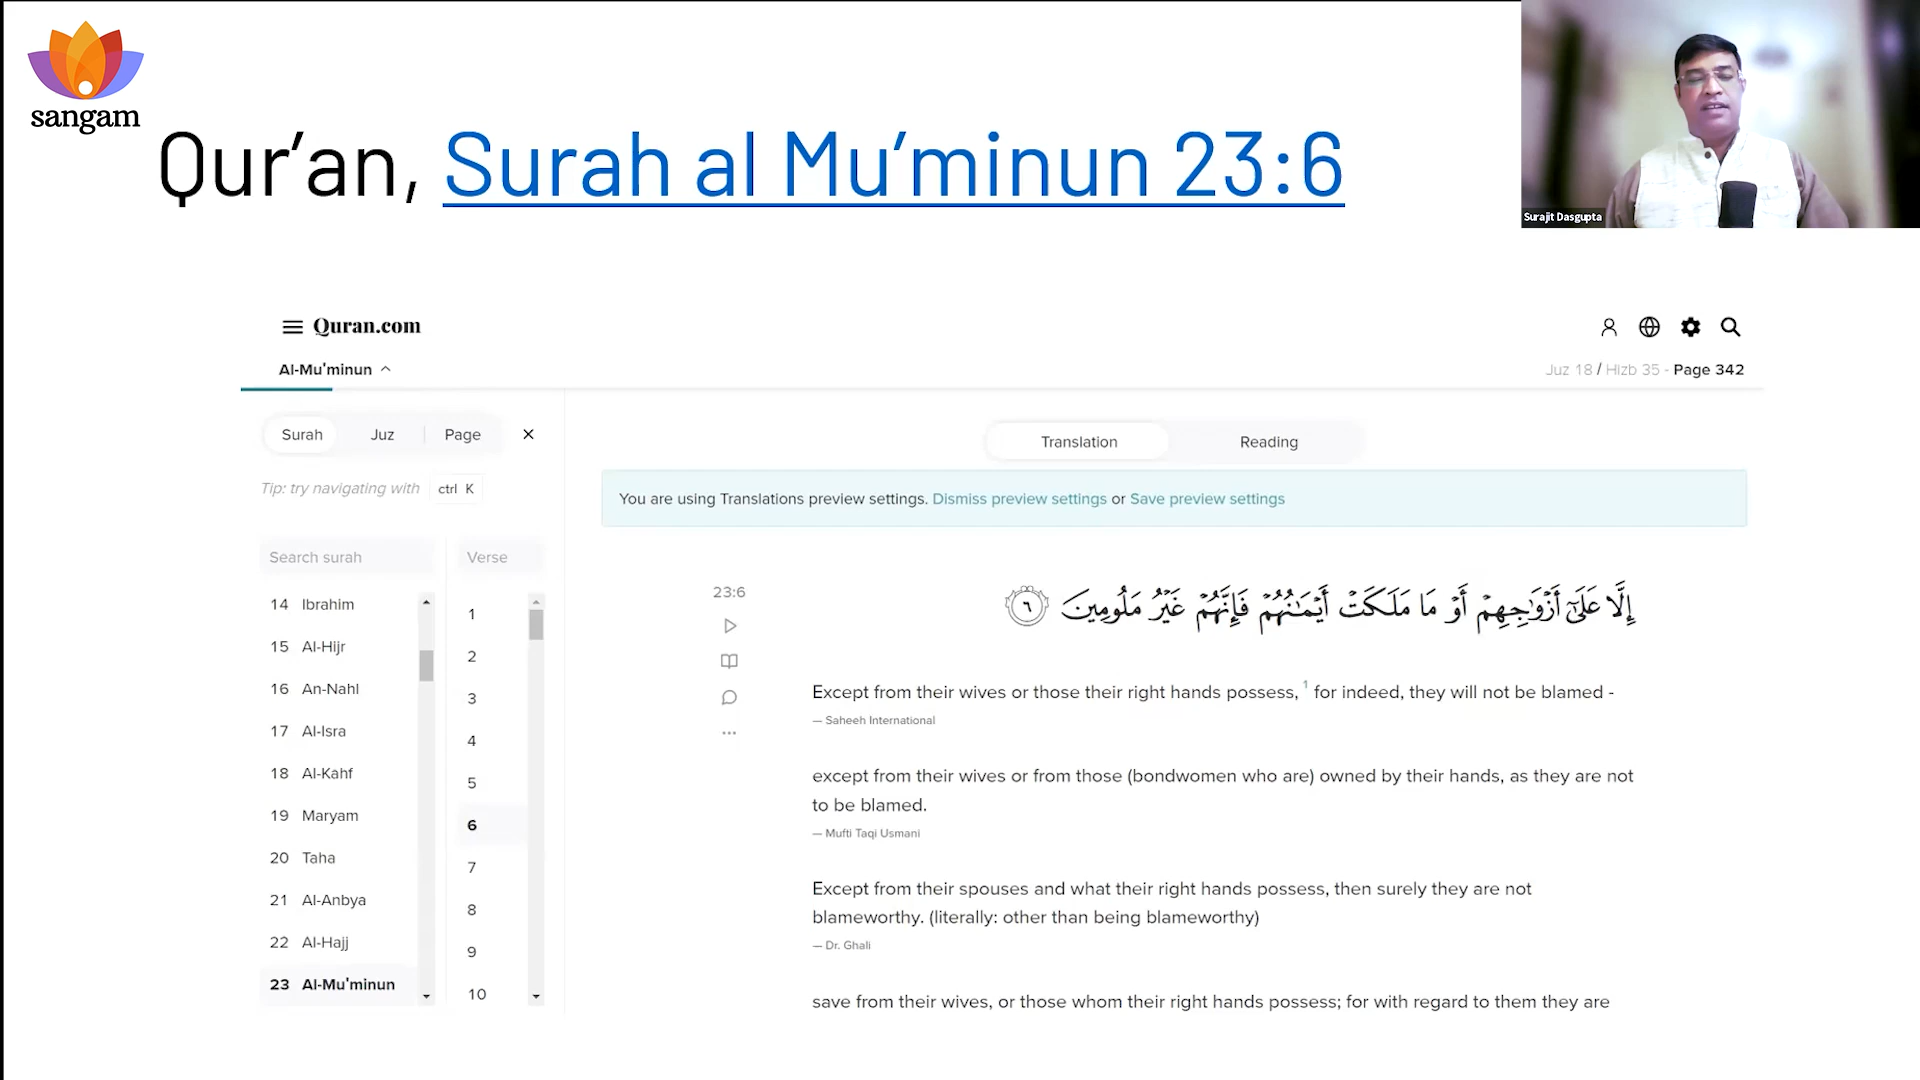 sangam
Qur’an, Surah al Mu’minun 23:6
Surajit Dasgupta
Quran.com
Al-Mu'minun
Juz 18 / Hizb 35 - Page 342
Surah Juz Page
Translation Reading
Tip: try navigating with ctrl K
You are using Translations preview settings. Dismiss preview settings or Save preview settings
Search surah
Verse
14 Ibrahim
15 Al-Hijr
16 An-Nahl
17 Al-Isra
18 Al-Kahf
19 Maryam
20 Taha
21 Al-Anbya
22 Al-Hajj
23 Al-Mu'minun
1
2
3
4
5
6
7
8
9
10
23:6
إِلَّا عَلَىٰٓ أَزْوَٰجِهِمْ أَوْ مَا مَلَكَتْ أَيْمَـٰنُهُمْ فَإِنَّهُمْ غَيْرُ مَلُومِينَ ٦
Except from their wives or those their right hands possess, 1 for indeed, they will not be blamed -
— Saheeh International
except from their wives or from those (bondwomen who are) owned by their hands, as they are not
to be blamed.
— Mufti Taqi Usmani
Except from their spouses and what their right hands possess, then surely they are not
blameworthy. (literally: other than being blameworthy)
— Dr. Ghali
save from their wives, or those whom their right hands possess; for with regard to them they are